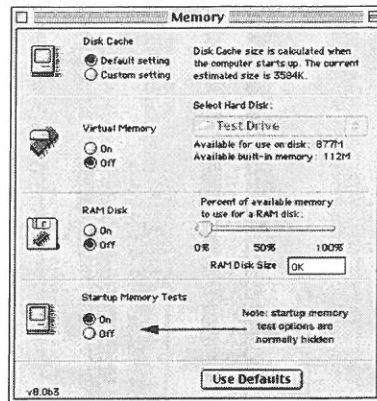 Memory
Disk Cache
Default setting
Custom setting
Disk Cache size is calculated when
the computer starts up. The current
estimated size is 3584K.
Select Hard Disk:
Test Drive
Virtual Memory
On
Off
Available for use on disk: 877M
Available built-in memory: 112M
RAM Disk
On
Off
Percent of available memory
to use for a RAM disk:
0% 50% 100%
RAM Disk Size 0K
Startup Memory Tests
On
Off
Note: startup memory
test options are
normally hidden
Use Defaults
v8.0b3